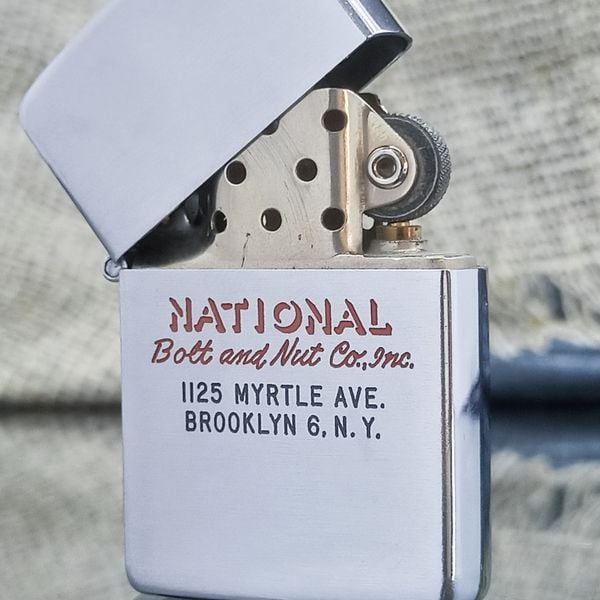 NATIONAL
Bolt and Nut Co., Inc.
1125 MYRTLE AVE.
BROOKLYN 6, N. Y.